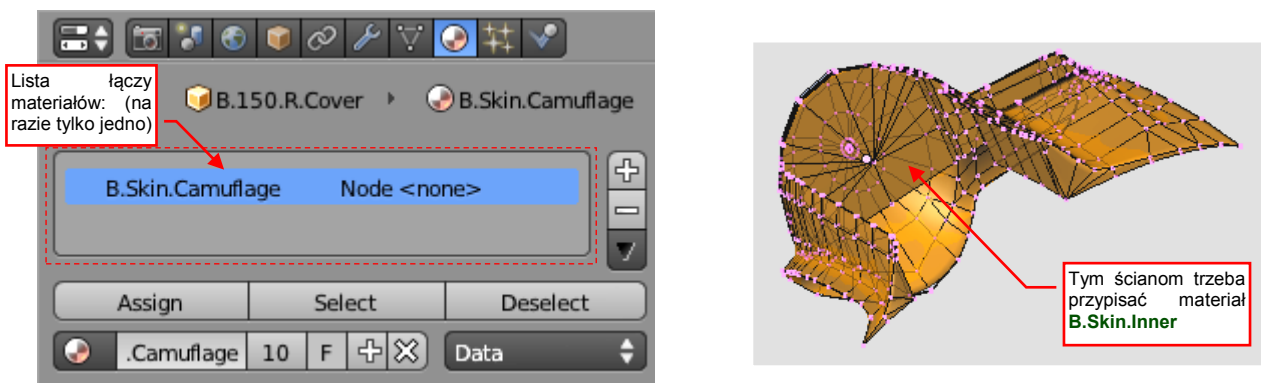 Lista łączy
materiałów: (na
razie tylko jedno)
B.150.R.Cover
B.Skin.Camuflage
B.Skin.Camuflage Node <none>
Assign Select Deselect
.Camuflage 10 F Data
Tym ścianom trzeba
przypisać materiał
B.Skin.Inner